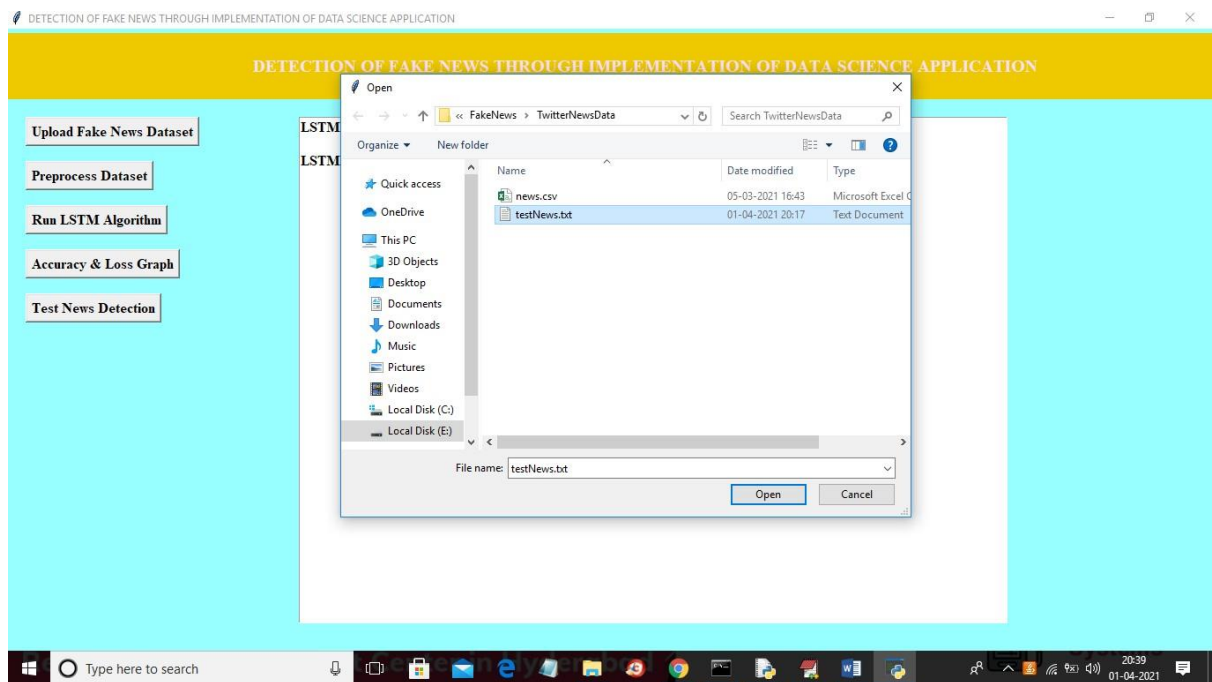 DETECTION OF FAKE NEWS THROUGH IMPLEMENTATION OF DATA SCIENCE APPLICATION
DETECTION OF FAKE NEWS THROUGH IMPLEMENTATION OF DATA SCIENCE APPLICATION
Upload Fake News Dataset
Preprocess Dataset
Run LSTM Algorithm
Accuracy & Loss Graph
Test News Detection
LSTM
LSTM
Open
« FakeNews › TwitterNewsData
Search TwitterNewsData
Organize
New folder
Name Date modified Type
news.csv 05-03-2021 16:43 Microsoft Excel C
testNews.txt 01-04-2021 20:17 Text Document
Quick access
OneDrive
This PC
3D Objects
Desktop
Documents
Downloads
Music
Pictures
Videos
Local Disk (C:)
Local Disk (E:)
File name: testNews.txt
Open
Cancel
Type here to search
20:39
01-04-2021